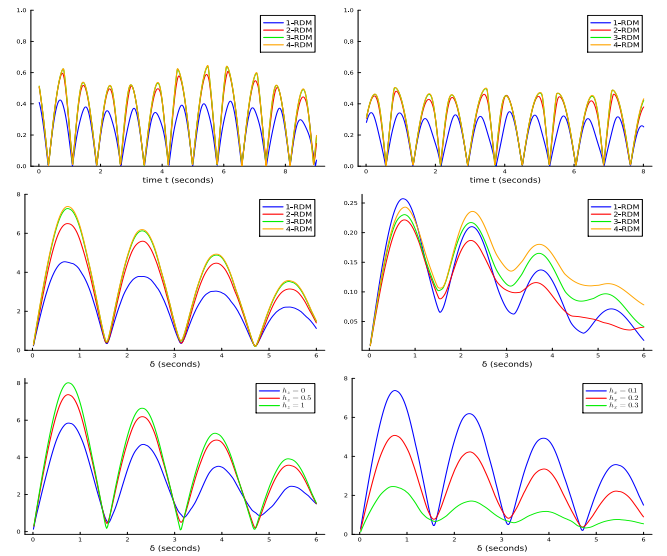 1.0
0.8
0.6
0.4
0.2
0.0
0
2
4
6
8
time t (seconds)
1-RDM
2-RDM
3-RDM
4-RDM
1.0
0.8
0.6
0.4
0.2
0.0
0
2
4
6
8
time t (seconds)
1-RDM
2-RDM
3-RDM
4-RDM
8
6
4
2
0
0
1
2
3
4
5
6
δ (seconds)
1-RDM
2-RDM
3-RDM
4-RDM
0.25
0.20
0.15
0.10
0.05
0
1
2
3
4
5
6
δ (seconds)
1-RDM
2-RDM
3-RDM
4-RDM
8
6
4
2
0
0
1
2
3
4
5
6
δ (seconds)
h_z = 0
h_z = 0.5
h_z = 1
8
6
4
2
0
0
1
2
3
4
5
6
δ (seconds)
h_x = 0.1
h_x = 0.2
h_x = 0.3